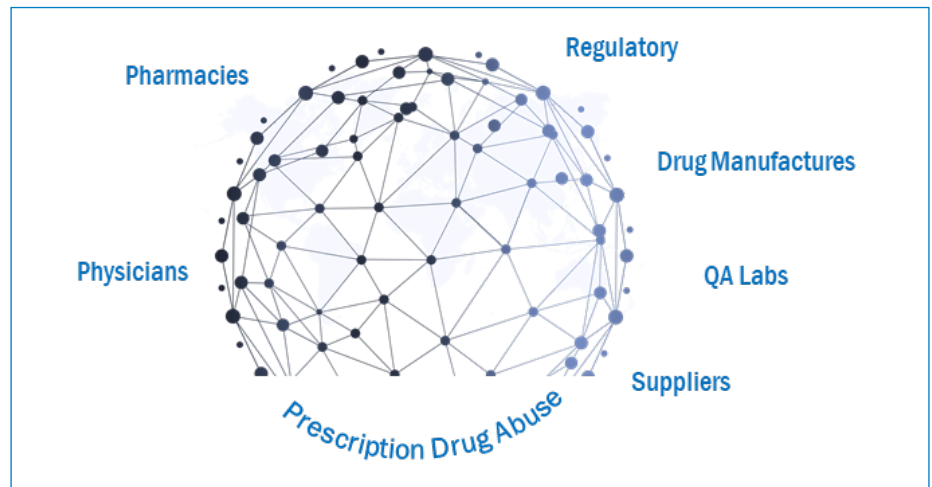 Regulatory
Pharmacies
Drug Manufactures
Physicians
QA Labs
Suppliers
Prescription Drug Abuse